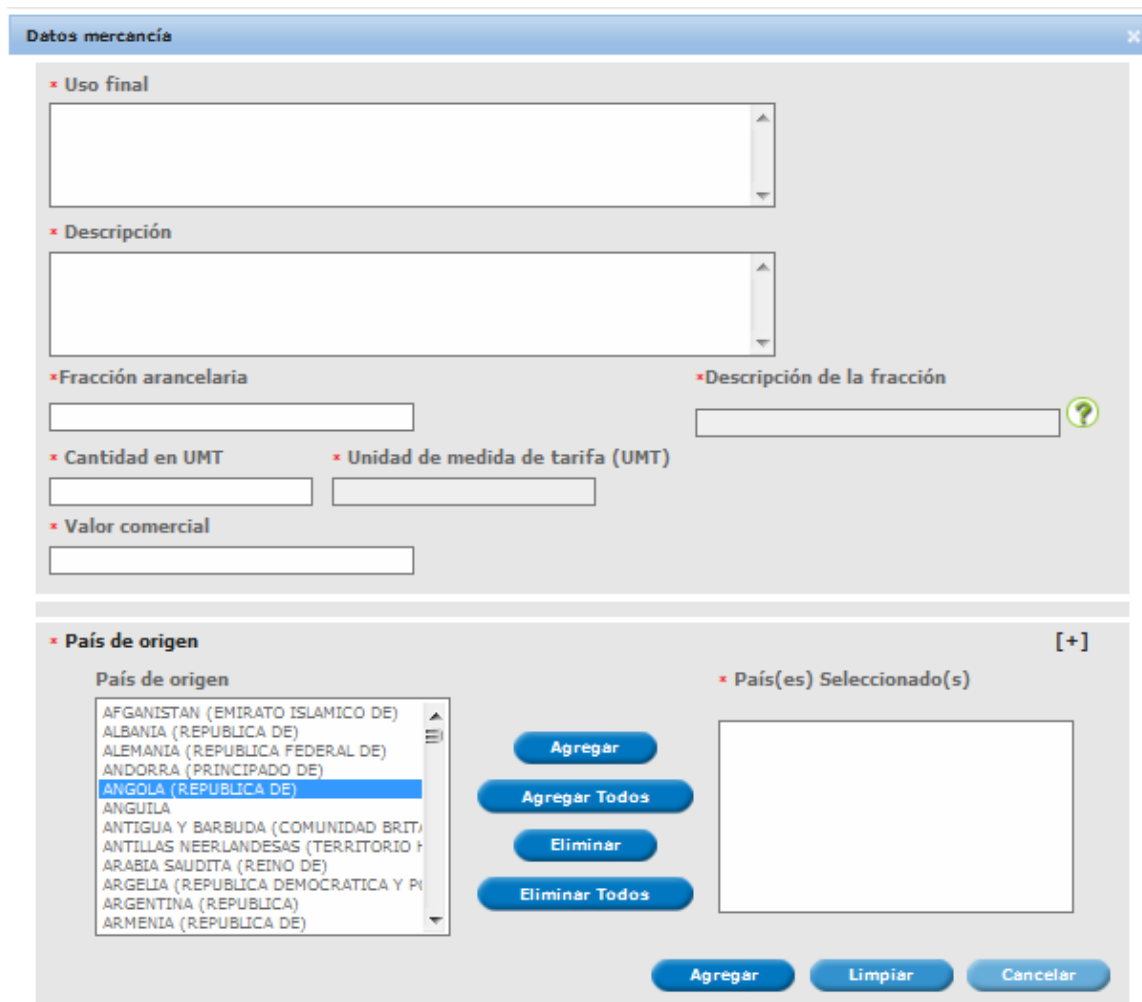 Datos mercancía
* Uso final
* Descripción
*Fracción arancelaria
*Descripción de la fracción
* Cantidad en UMT
* Unidad de medida de tarifa (UMT)
* Valor comercial
* País de origen
[+]
País de origen
* País(es) Seleccionado(s)
AFGANISTAN (EMIRATO ISLAMICO DE)
ALBANIA (REPUBLICA DE)
ALEMANIA (REPUBLICA FEDERAL DE)
ANDORRA (PRINCIPADO DE)
ANGOLA (REPUBLICA DE)
ANGUILA
ANTIGUA Y BARBUDA (COMUNIDAD BRIT
ANTILLAS NEERLANDESAS (TERRITORIO
ARABIA SAUDITA (REINO DE)
ARGELIA (REPUBLICA DEMOCRATICA Y
ARGENTINA (REPUBLICA)
ARMENIA (REPUBLICA DE)
Agregar
Agregar Todos
Eliminar
Eliminar Todos
Agregar
Limpiar
Cancelar